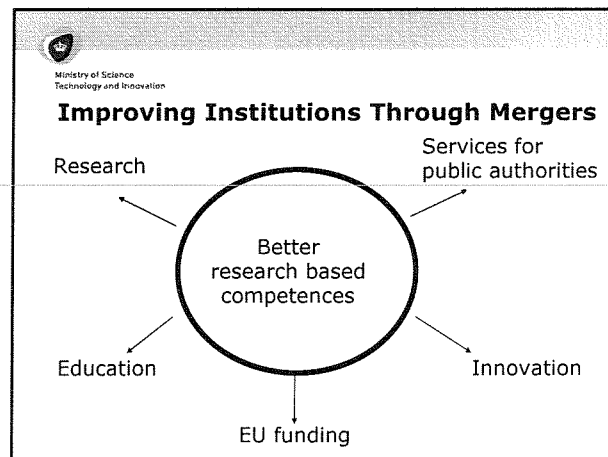 Ministry of Science
Technology and Innovation
Improving Institutions Through Mergers
Research
Services for
public authorities
Better
research based
competences
Education
Innovation
EU funding